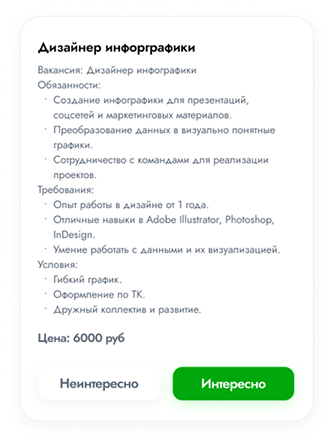 Дизайнер инфорграфики
Вакансия: Дизайнер инфографики
Обязанности:
· Создание инфографики для презентаций,
соцсетей и маркетинговых материалов.
· Преобразование данных в визуально понятные
графики.
· Сотрудничество с командами для реализации
проектов.
Требования:
· Опыт работы в дизайне от 1 года.
· Отличные навыки в Adobe Illustrator, Photoshop,
InDesign.
· Умение работать с данными и их визуализацией.
Условия:
· Гибкий график.
· Оформление по ТК.
· Дружный коллектив и развитие.
Цена: 6000 руб
Неинтересно
Интересно